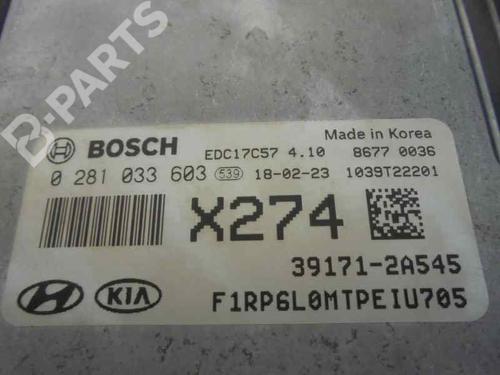 B-PARTS
BOSCH EDC17C57 4.10 Made in Korea 8677 0036
0 281 033 603 539 18-02-23 1039T22201
X274
39171-2A545
KIA F1RP6L0MTPEIU705